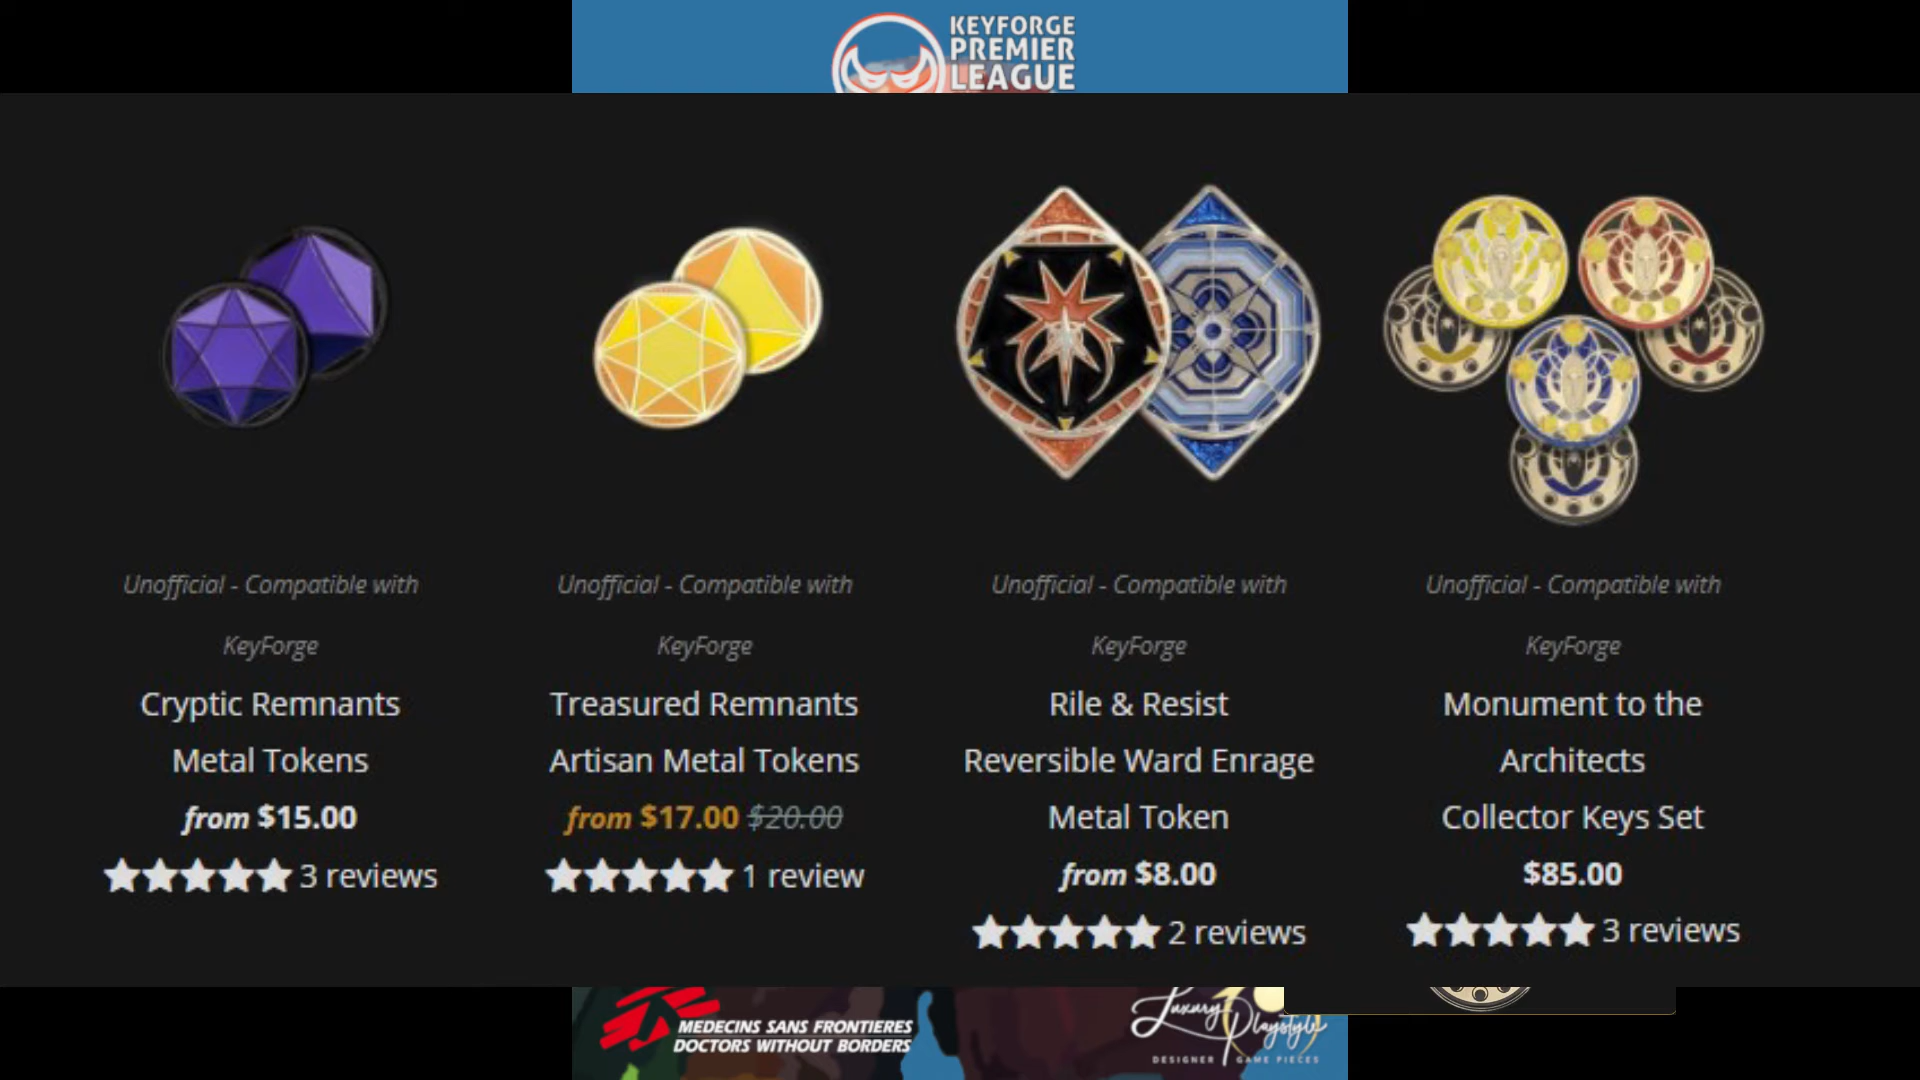 KEYFORGE
PREMIER
LEAGUE
Unofficial - Compatible with
KeyForge
Cryptic Remnants
Metal Tokens
from $15.00
3 reviews
Unofficial - Compatible with
KeyForge
Treasured Remnants
Artisan Metal Tokens
from $17.00 $20.00
1 review
Unofficial - Compatible with
KeyForge
Rile & Resist
Reversible Ward Enrage
Metal Token
from $8.00
2 reviews
Unofficial - Compatible with
KeyForge
Monument to the
Architects
Collector Keys Set
$85.00
3 reviews
MEDECINS SANS FRONTIERES
DOCTORS WITHOUT BORDERS
Luxury
Playstyle
DESIGNER GAME PIECES